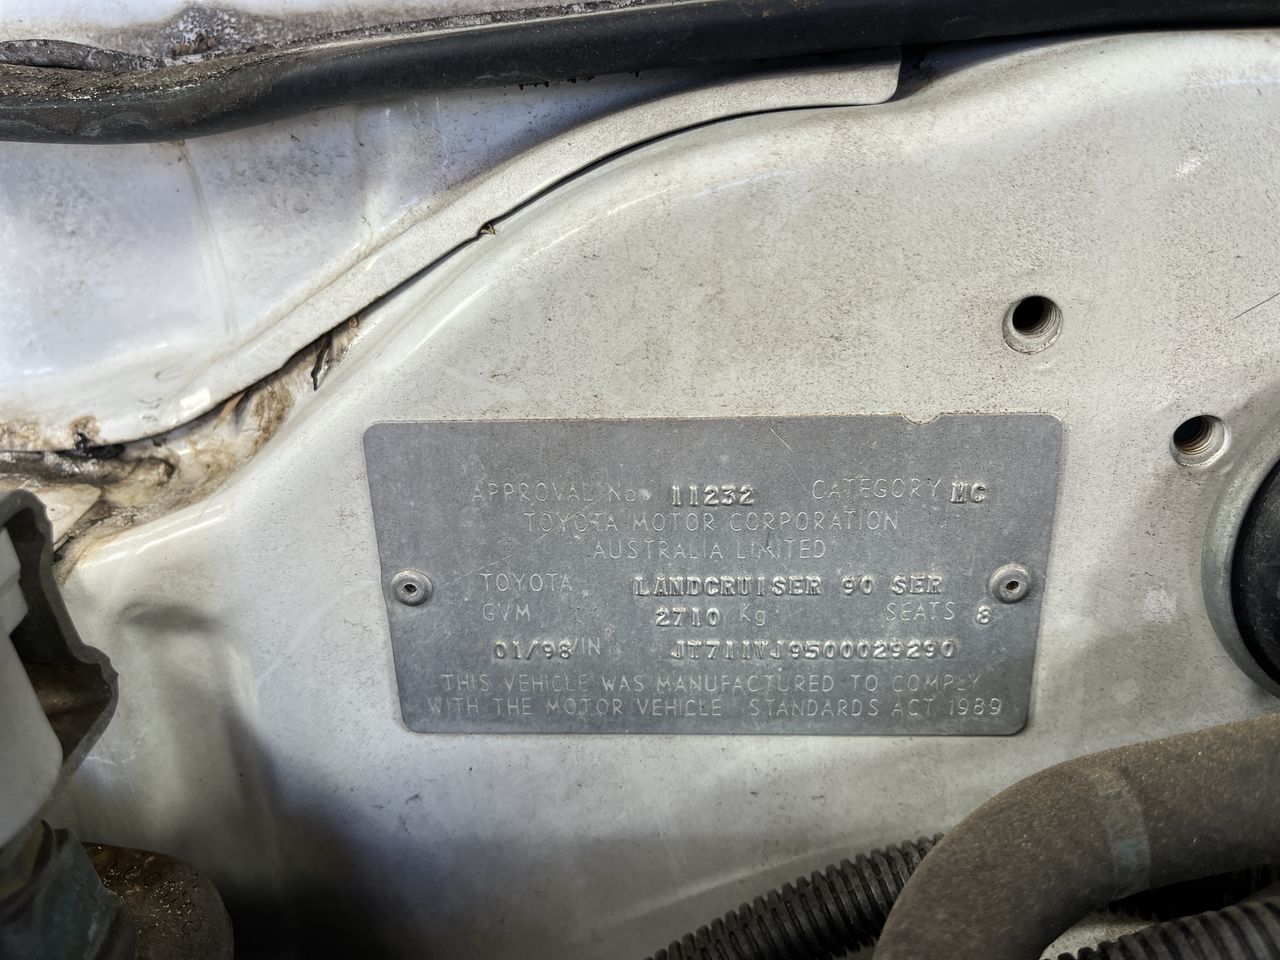 APPROVAL No 11232 CATEGORY MC
TOYOTA MOTOR CORPORATION
AUSTRALIA LIMITED
TOYOTA LANDCRUISER 90 SER
GVM 2710 Kg SEATS 8
01/98 VIN JT711VJ9500029290
THIS VEHICLE WAS MANUFACTURED TO COMPLY
WITH THE MOTOR VEHICLE STANDARDS ACT 1989